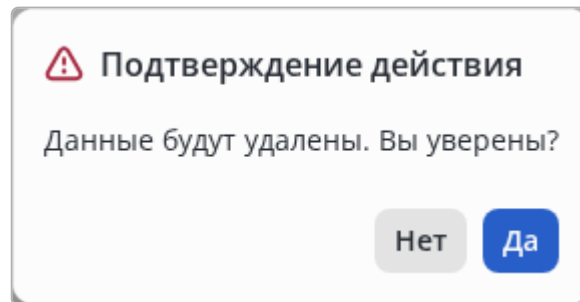 Подтверждение действия
Данные будут удалены. Вы уверены?
Нет Да